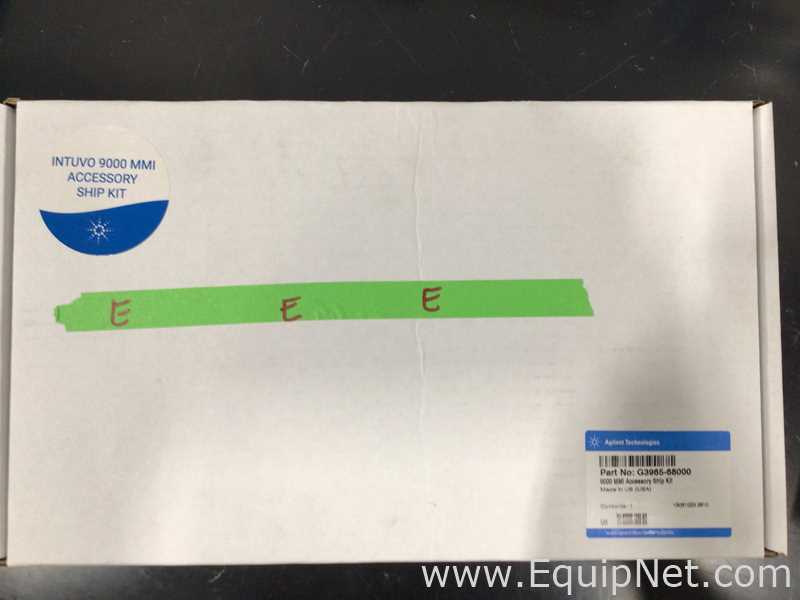 INTUVO 9000 MMI
ACCESSORY
SHIP KIT
E E E
Agilent Technologies
Part No: G3965-68000
9000 MMI Accessory Ship Kit
Made in US (USA)
www.EquipNet.com